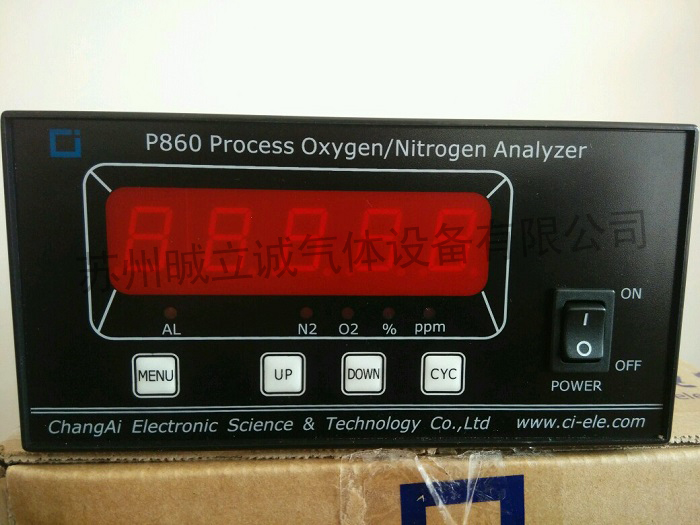 Ci
P860 Process Oxygen/Nitrogen Analyzer
苏州晠立诚气体设备有限公司
AL N2 O2 % ppm
ON
I
O
OFF
POWER
MENU UP DOWN CYC
ChangAi Electronic Science & Technology Co.,Ltd www.ci-ele.com